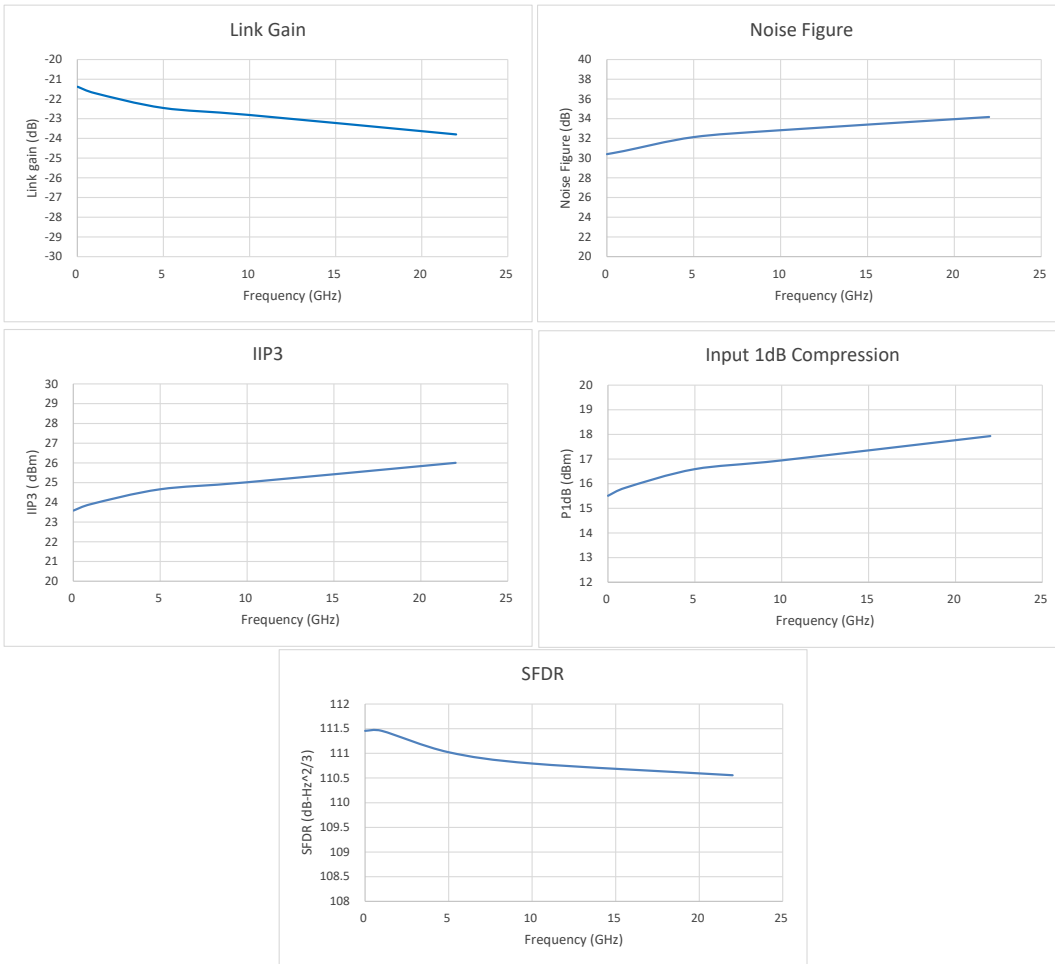 Link Gain
Link gain (dB)
-20
-21
-22
-23
-24
-25
-26
-27
-28
-29
-30
0 5 10 15 20 25
Frequency (GHz)
Noise Figure
Noise Figure (dB)
40
38
36
34
32
30
28
26
24
22
20
0 5 10 15 20 25
Frequency (GHz)
IIP3
IIP3 ( dBm)
30
29
28
27
26
25
24
23
22
21
20
0 5 10 15 20 25
Frequency (GHz)
Input 1dB Compression
P1dB (dBm)
20
19
18
17
16
15
14
13
12
0 5 10 15 20 25
Frequency (GHz)
SFDR
SFDR (dB-Hz^2/3)
112
111.5
111
110.5
110
109.5
109
108.5
108
0 5 10 15 20 25
Frequency (GHz)